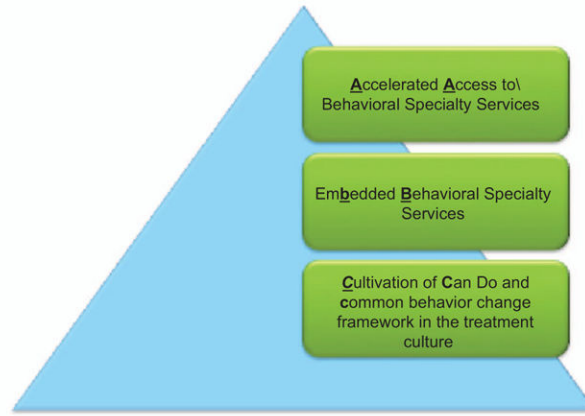 Accelerated Access to\
Behavioral Specialty Services
Embedded Behavioral Specialty
Services
Cultivation of Can Do and
common behavior change
framework in the treatment
culture